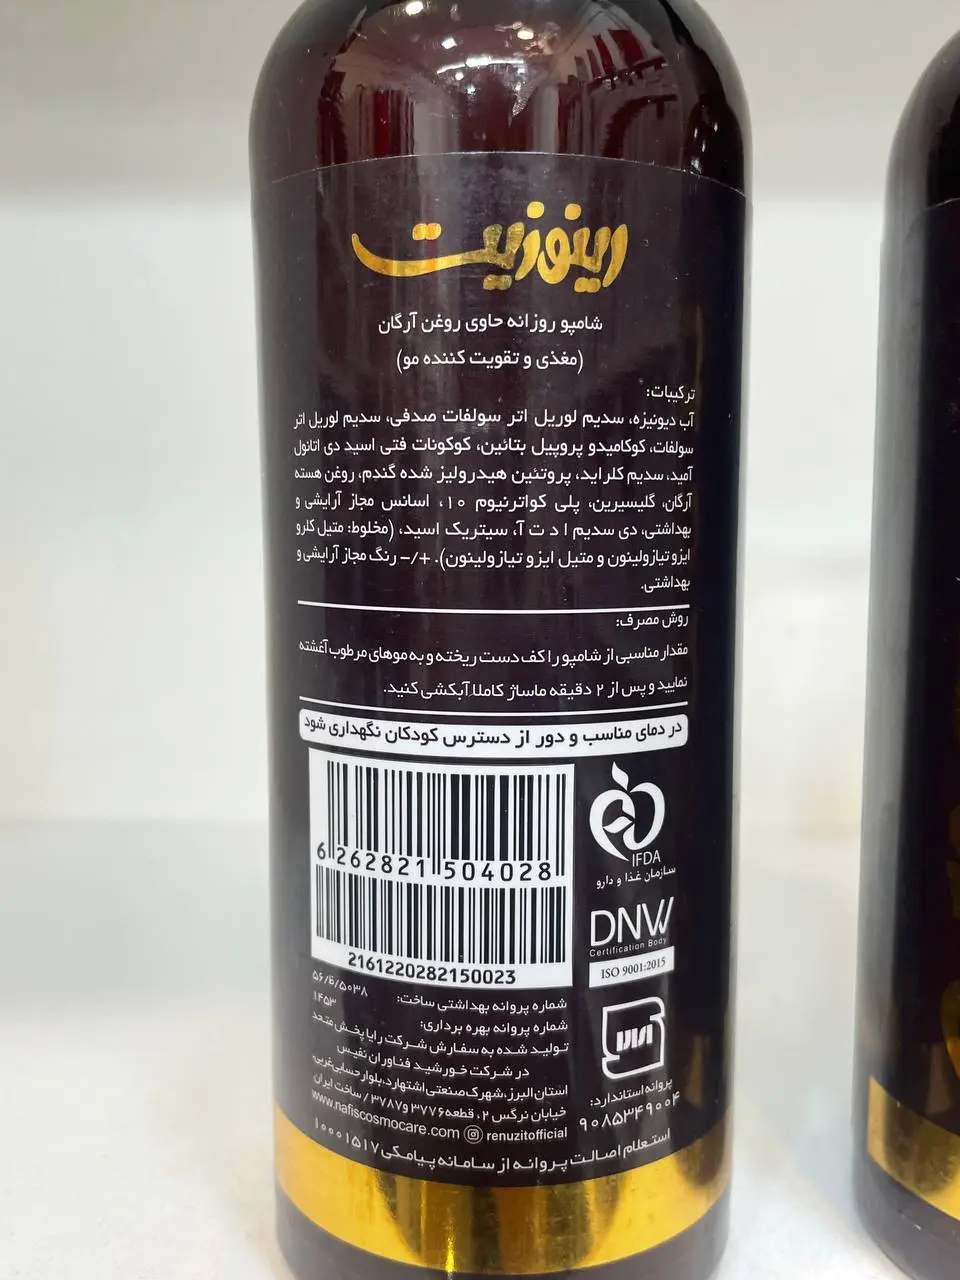 رینوزیت
شامپو روزانه حاوی روغن آرگان
(مغذی و تقویت کننده مو)
ترکیبات:
آب دیونیزه، سدیم لوریل اتر سولفات صدفی، سدیم لوریل اتر
سولفات، کوکامیدو پروپیل بتائین، کوکونات فتی اسید دی اتانول
آمید، سدیم کلراید، پروتئین هیدرولیز شده گندم، روغن هسته
آرگان، گلیسیرین، پلی کواترنیوم ۱۰، اسانس مجاز آرایشی و
بهداشتی، دی سدیم ا د ت آ، سیتریک اسید، (مخلوط: متیل کلرو
ایزو تیازولینون و متیل ایزو تیازولینون). +/- رنگ مجاز آرایشی و
بهداشتی.
روش مصرف:
مقدار مناسبی از شامپو را کف دست ریخته و به موهای مرطوب آغشته
نمایید و پس از ۲ دقیقه ماساژ کاملا آبکشی کنید.
در دمای مناسب و دور از دسترس کودکان نگهداری شود
6 262821 504028
2161220282150023
IFDA
سازمان غذا و دارو
DNW
Certification Body
ISO 9001:2015
پروانه استاندارد:
۹۰۸۵۳۴۹۰۰۴
شماره پروانه بهداشتی ساخت: ۵۶/ظ/۵۰۳۸
شماره پروانه بهره برداری: ۱۴۵۳
تولید شده به سفارش شرکت رایا پخش متحد
در شرکت خورشید فناوران نفیس
استان البرز، شهرک صنعتی اشتهارد، بلوار حسابی غربی،
خیابان نرگس ۲، قطعه ۳۷۷۶ و ۳۷۸۷ / ساخت ایران
www.nafiscosmocare.com renuzitofficial
استعلام اصالت پروانه از سامانه پیامکی ۱۰۰۰۱۵۱۷